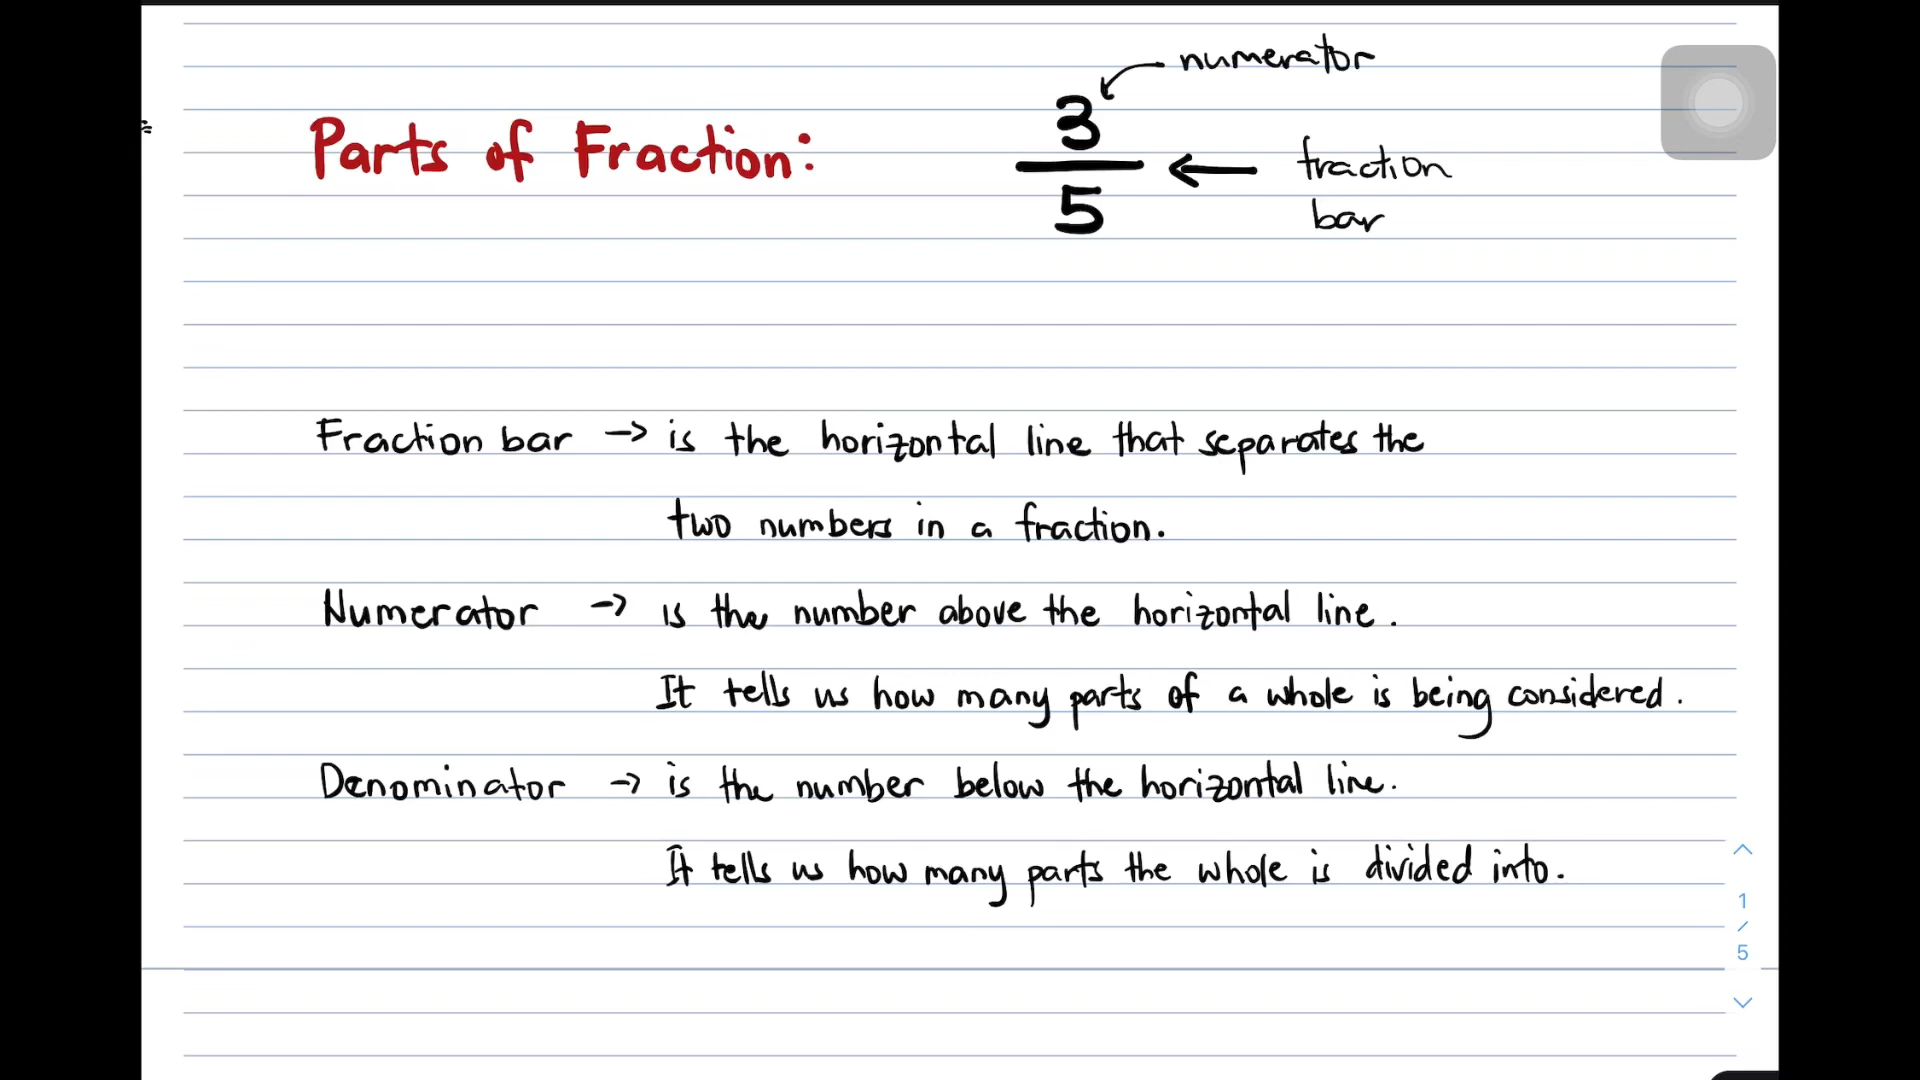 numerator
Parts of Fraction:
3
5
fraction
bar
Fraction bar → is the horizontal line that separates the
two numbers in a fraction.
Numerator → is the number above the horizontal line.
It tells us how many parts of a whole is being considered.
Denominator → is the number below the horizontal line.
It tells us how many parts the whole is divided into.
1
/
5